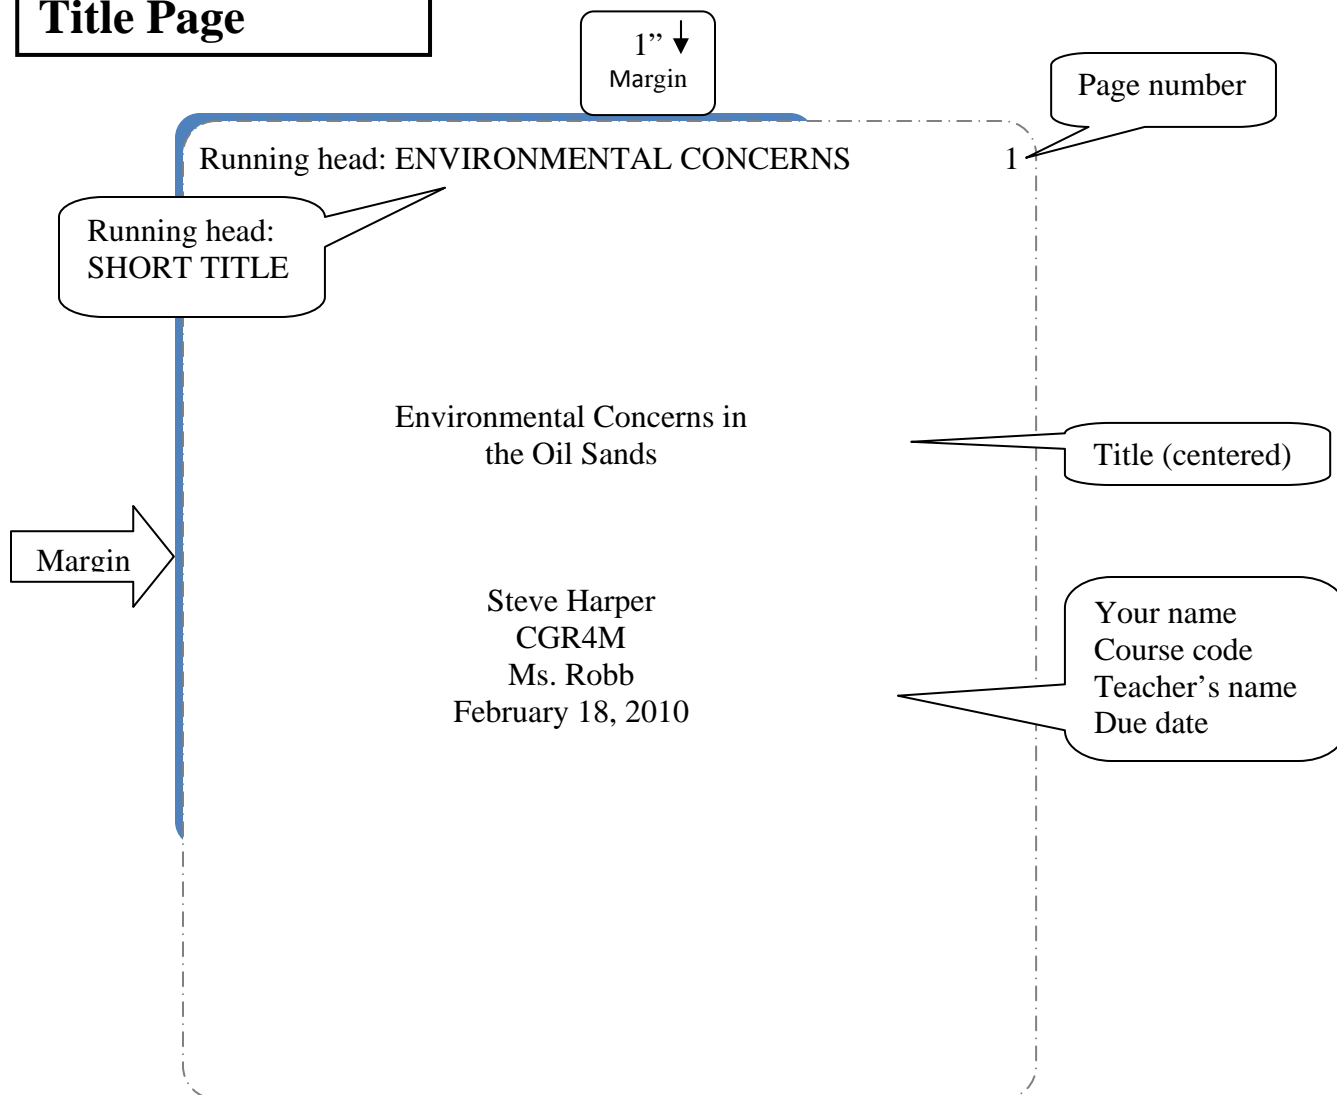 Title Page
1”
Margin
Page number
Running head: ENVIRONMENTAL CONCERNS 1
Running head:
SHORT TITLE
Environmental Concerns in
the Oil Sands
Title (centered)
Margin
Steve Harper
CGR4M
Ms. Robb
February 18, 2010
Your name
Course code
Teacher’s name
Due date